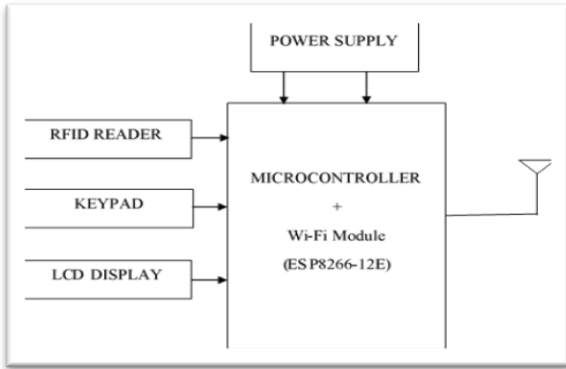 POWER SUPPLY
RFID READER
KEYPAD
LCD DISPLAY
MICROCONTROLLER
+
Wi-Fi Module
(ESP8266-12E)